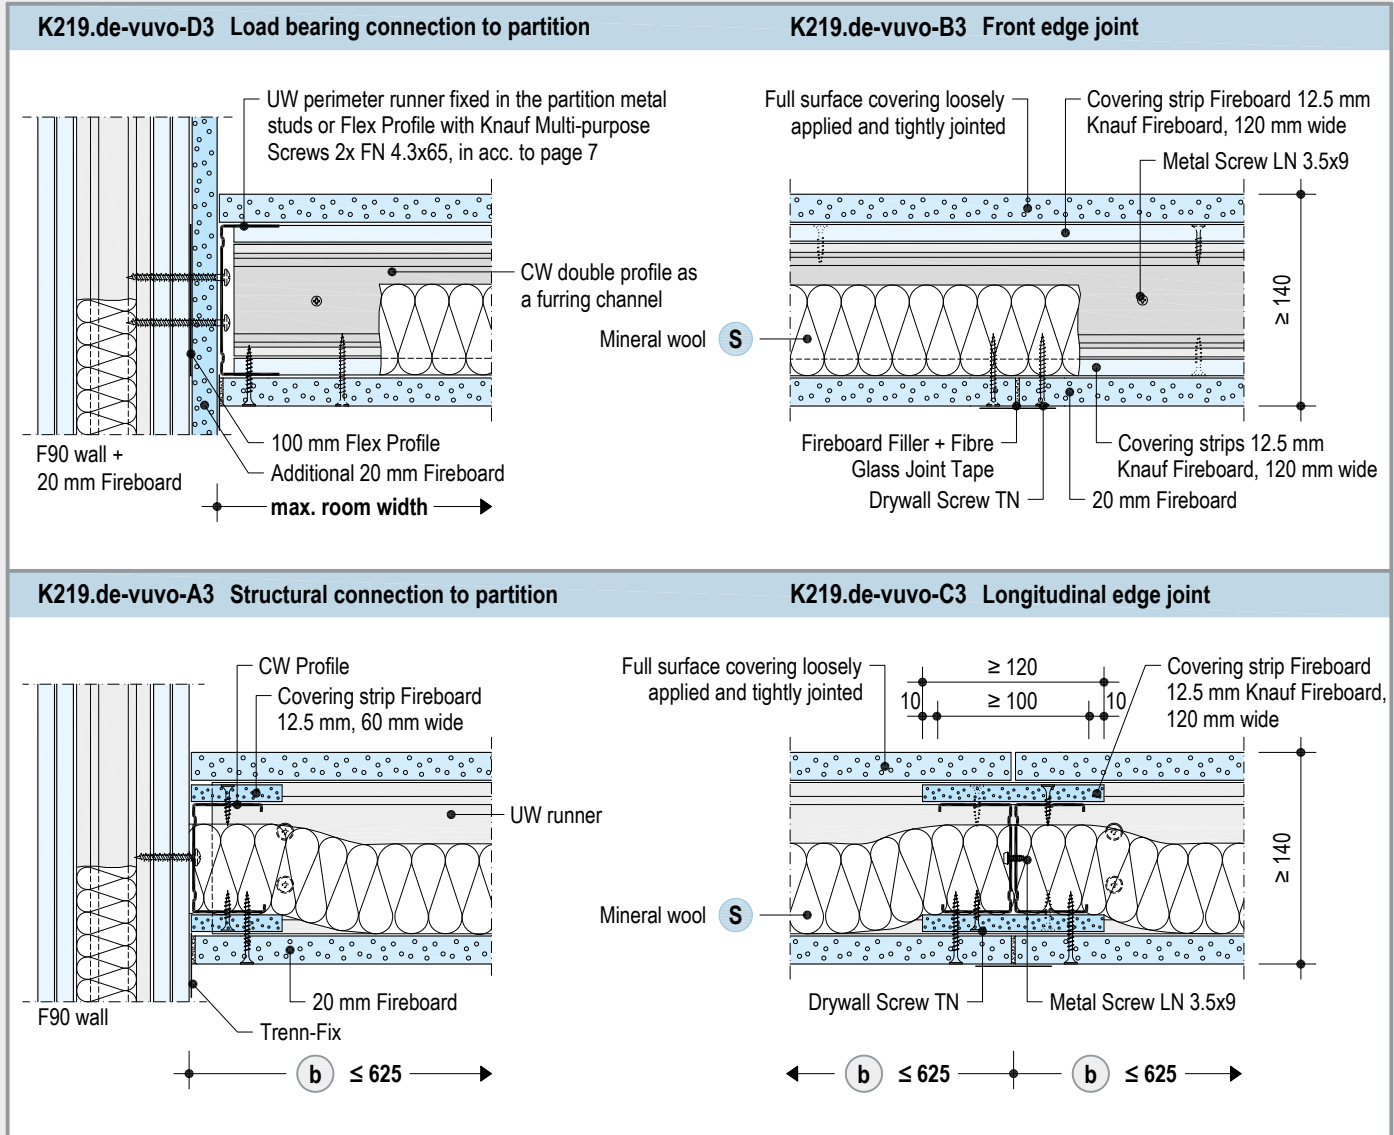 K219.de-vuvo-D3 Load bearing connection to partition
UW perimeter runner fixed in the partition metal
studs or Flex Profile with Knauf Multi-purpose
Screws 2x FN 4.3x65, in acc. to page 7
CW double profile as
a furring channel
100 mm Flex Profile
Additional 20 mm Fireboard
F90 wall +
20 mm Fireboard
max. room width
K219.de-vuvo-B3 Front edge joint
Full surface covering loosely
applied and tightly jointed
Covering strip Fireboard 12.5 mm
Knauf Fireboard, 120 mm wide
Metal Screw LN 3.5x9
≥ 140
Mineral wool S
Fireboard Filler + Fibre
Glass Joint Tape
Drywall Screw TN
Covering strips 12.5 mm
Knauf Fireboard, 120 mm wide
20 mm Fireboard
K219.de-vuvo-A3 Structural connection to partition
CW Profile
Covering strip Fireboard
12.5 mm, 60 mm wide
UW runner
20 mm Fireboard
Trenn-Fix
F90 wall
b ≤ 625
K219.de-vuvo-C3 Longitudinal edge joint
Full surface covering loosely
applied and tightly jointed
≥ 120
10 ≥ 100 10
Covering strip Fireboard
12.5 mm Knauf Fireboard,
120 mm wide
≥ 140
Mineral wool S
Drywall Screw TN
Metal Screw LN 3.5x9
b ≤ 625 b ≤ 625